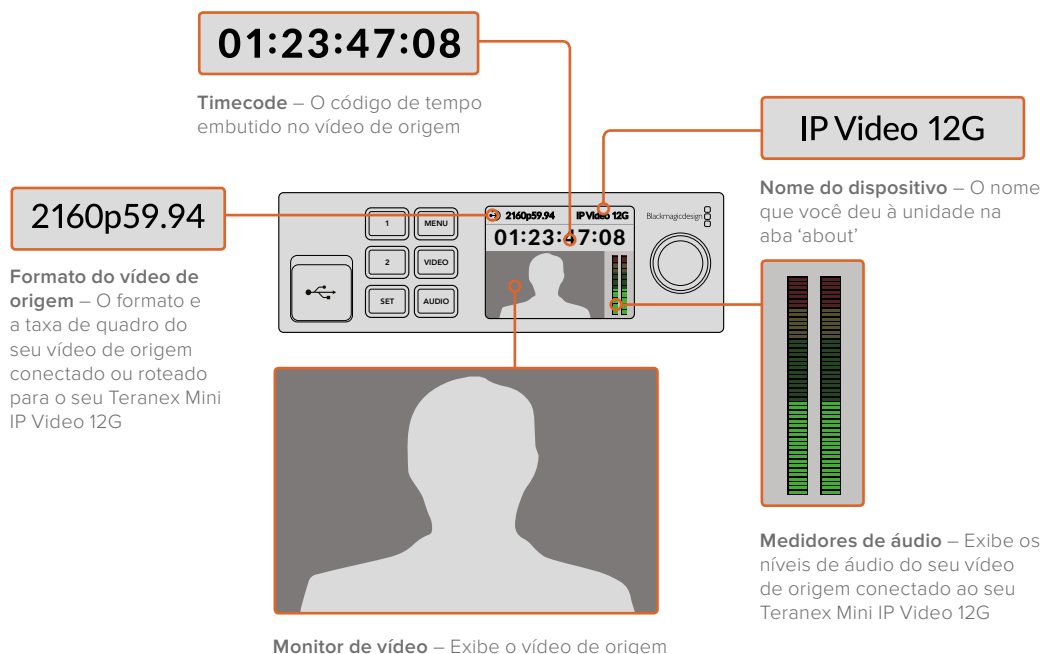 01:23:47:08
Timecode – O código de tempo
embutido no vídeo de origem
IP Video 12G
Nome do dispositivo – O nome
que você deu à unidade na
aba ‘about’
2160p59.94
Formato do vídeo de
origem – O formato e
a taxa de quadro do
seu vídeo de origem
conectado ou roteado
para o seu Teranex Mini
IP Video 12G
1
MENU
2
VIDEO
SET
AUDIO
2160p59.94 IP Video 12G
01:23:47:08
Blackmagicdesign
Medidores de áudio – Exibe os
níveis de áudio do seu vídeo
de origem conectado ao seu
Teranex Mini IP Video 12G
Monitor de vídeo – Exibe o vídeo de origem